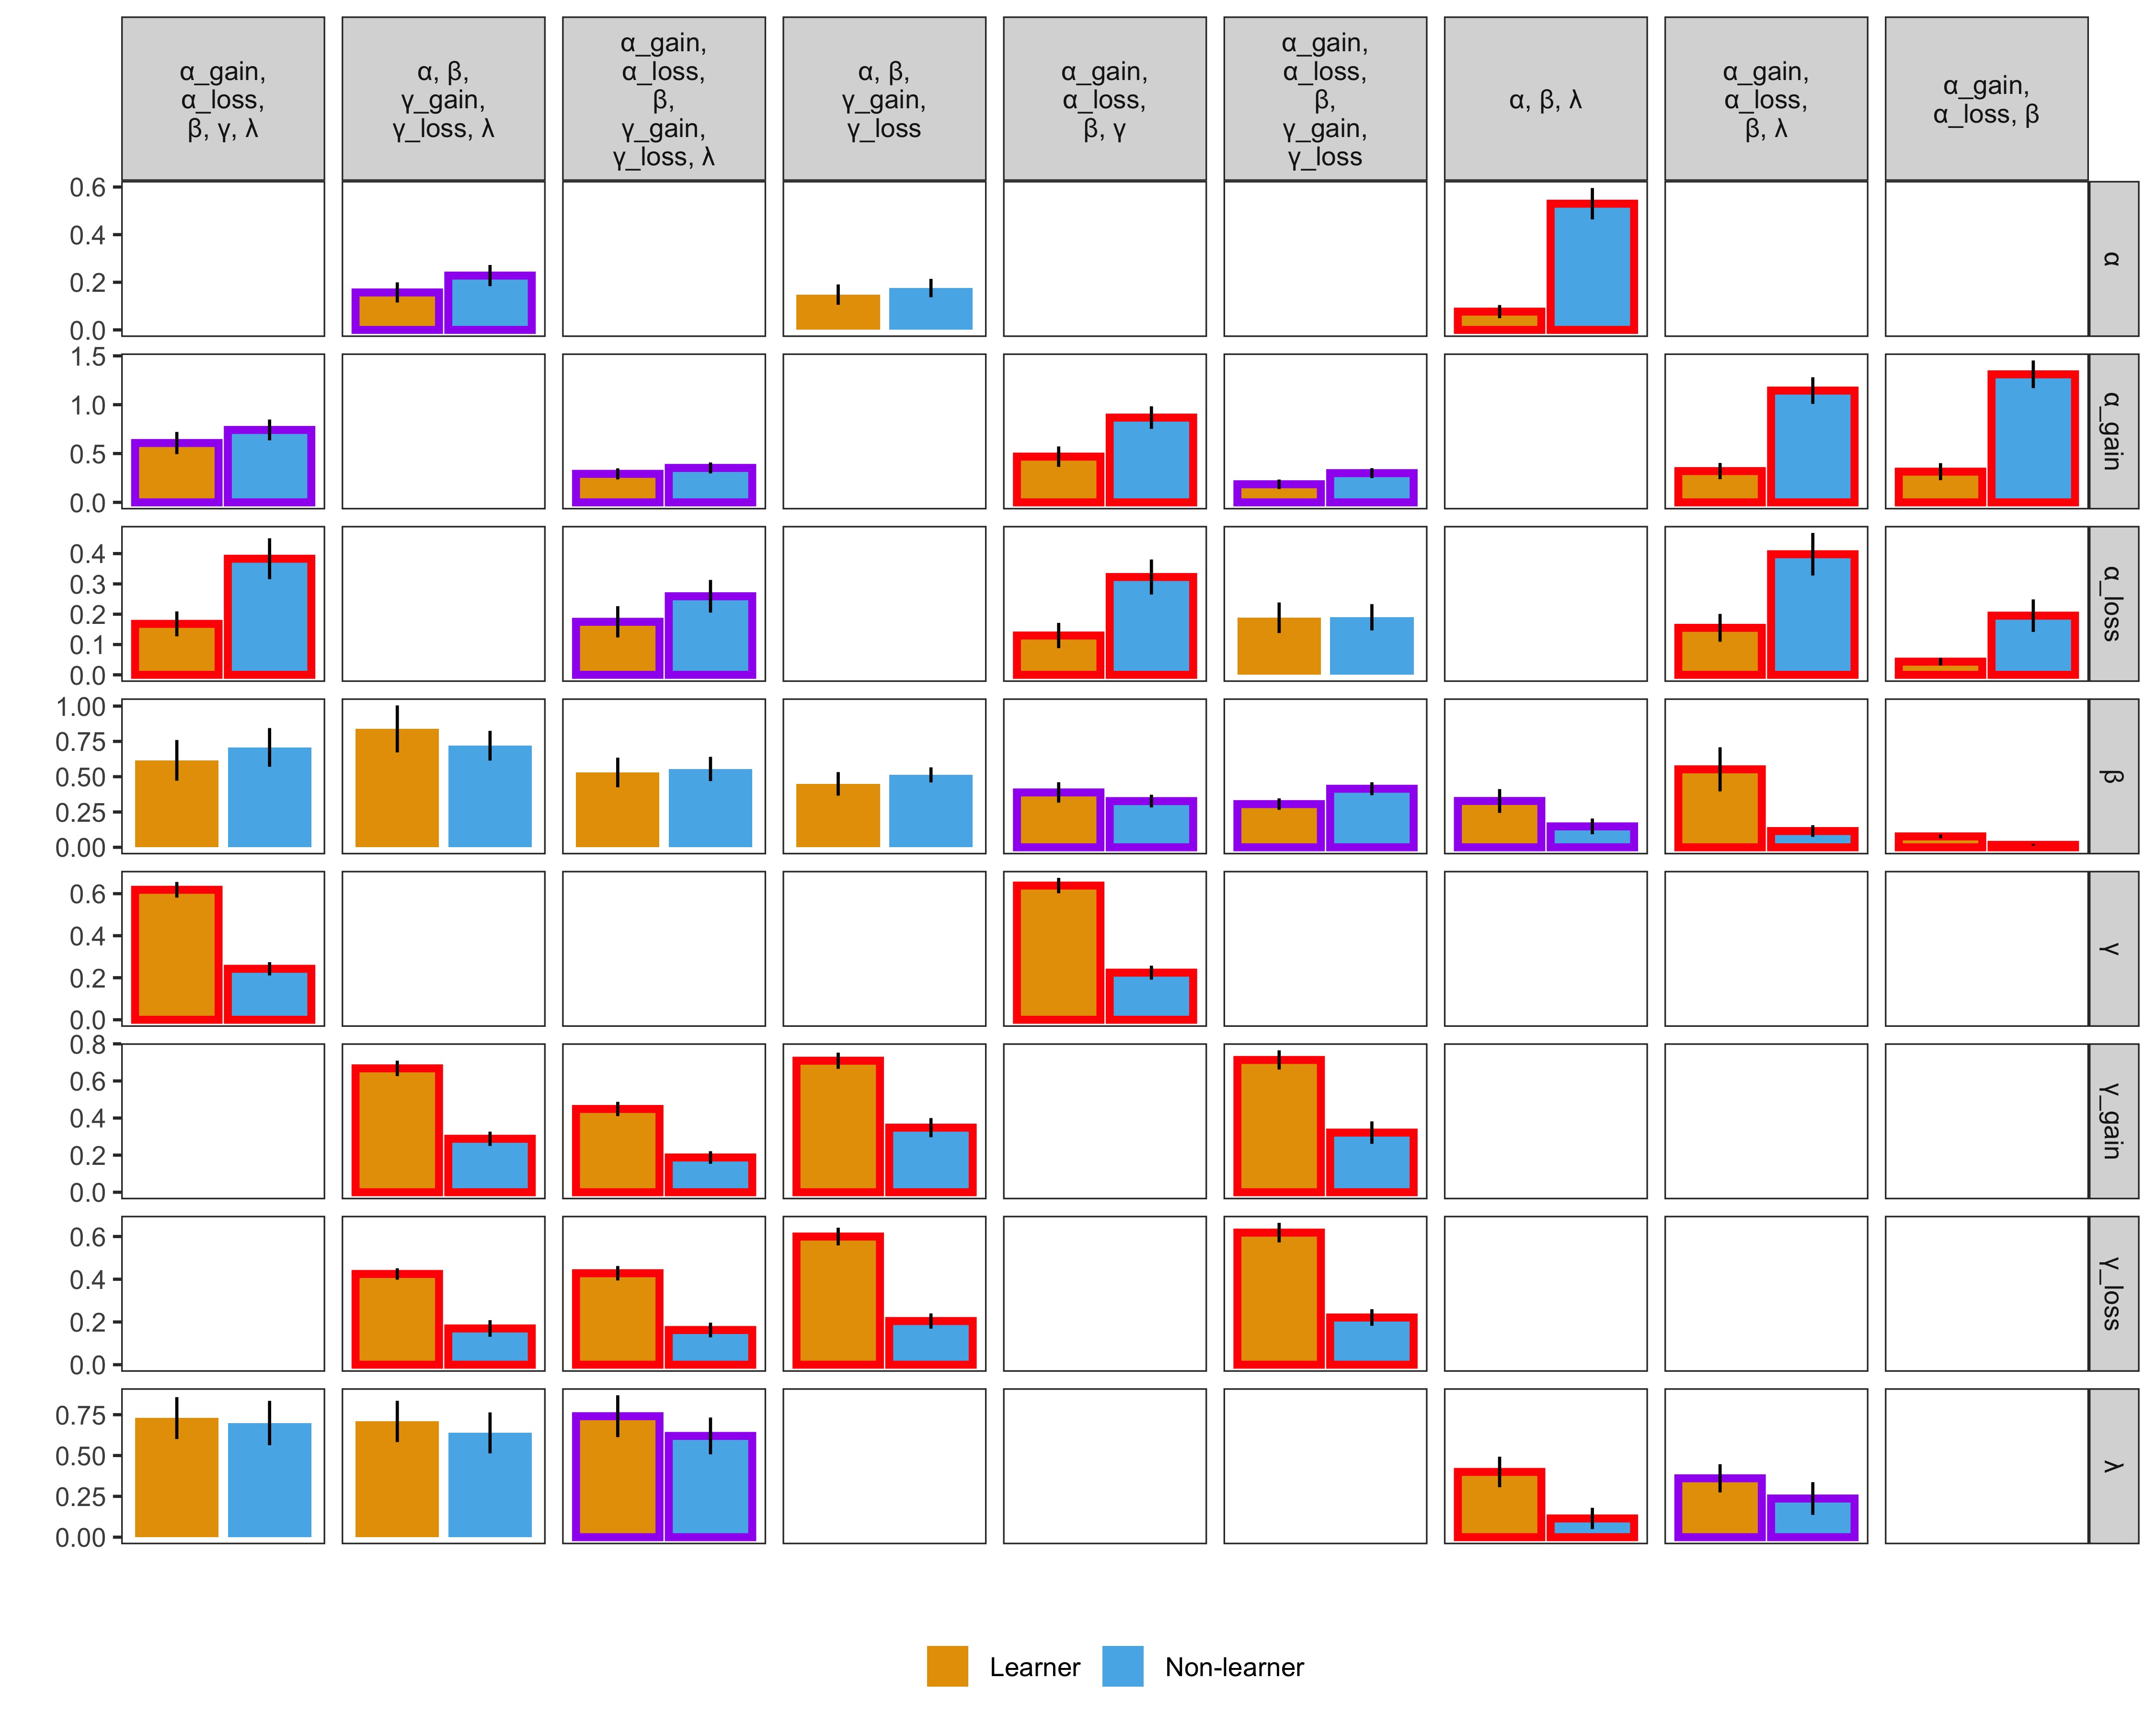 α_gain,
α_loss,
β, γ, λ
α, β,
γ_gain,
γ_loss, λ
α_gain,
α_loss,
β,
γ_gain,
γ_loss, λ
α, β,
γ_gain,
γ_loss
α_gain,
α_loss,
β, γ
α_gain,
α_loss,
β,
γ_gain,
γ_loss
α, β, λ
α_gain,
α_loss,
β, λ
α_gain,
α_loss, β
0.6
0.4
0.2
0.0
α
1.5
1.0
0.5
0.0
α_gain
0.4
0.3
0.2
0.1
0.0
α_loss
1.00
0.75
0.50
0.25
0.00
β
0.6
0.4
0.2
0.0
γ
0.8
0.6
0.4
0.2
0.0
γ_gain
0.6
0.4
0.2
0.0
γ_loss
0.75
0.50
0.25
0.00
λ
Learner Non-learner